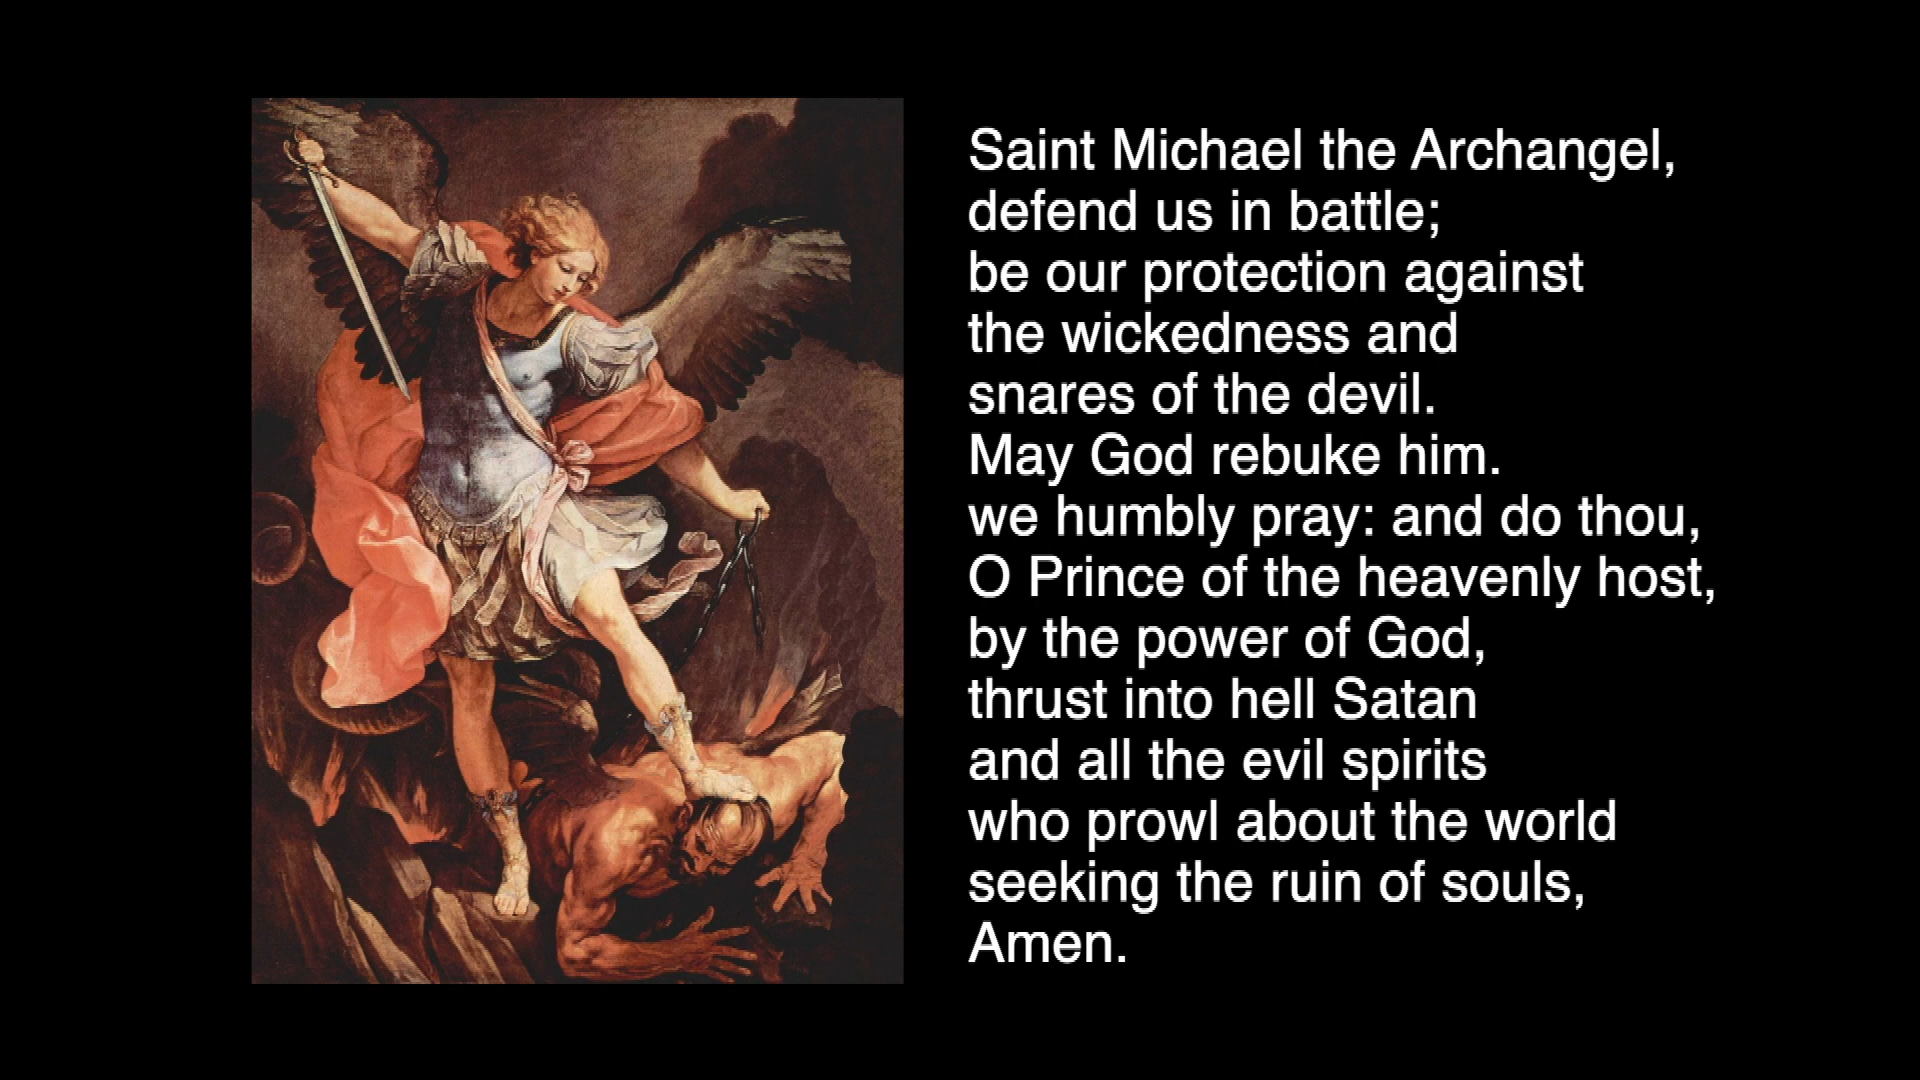 Saint Michael the Archangel,
defend us in battle;
be our protection against
the wickedness and
snares of the devil.
May God rebuke him.
we humbly pray: and do thou,
O Prince of the heavenly host,
by the power of God,
thrust into hell Satan
and all the evil spirits
who prowl about the world
seeking the ruin of souls,
Amen.